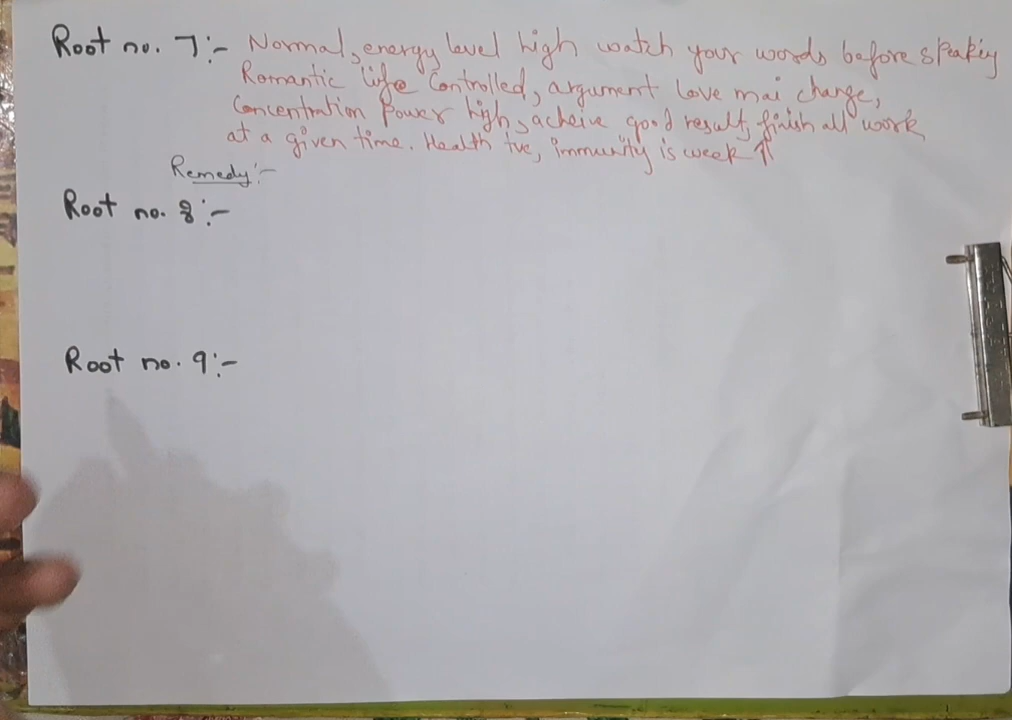 Root no. 7:- Normal, energy level high watch your words before speaking
Romantic life controlled, argument love mai change,
Concentration Power high, acheive good result, finish all work
at a given time. Health +ve, immunity is week ↑
Remedy:-
Root no. 8:-
Root no. 9:-